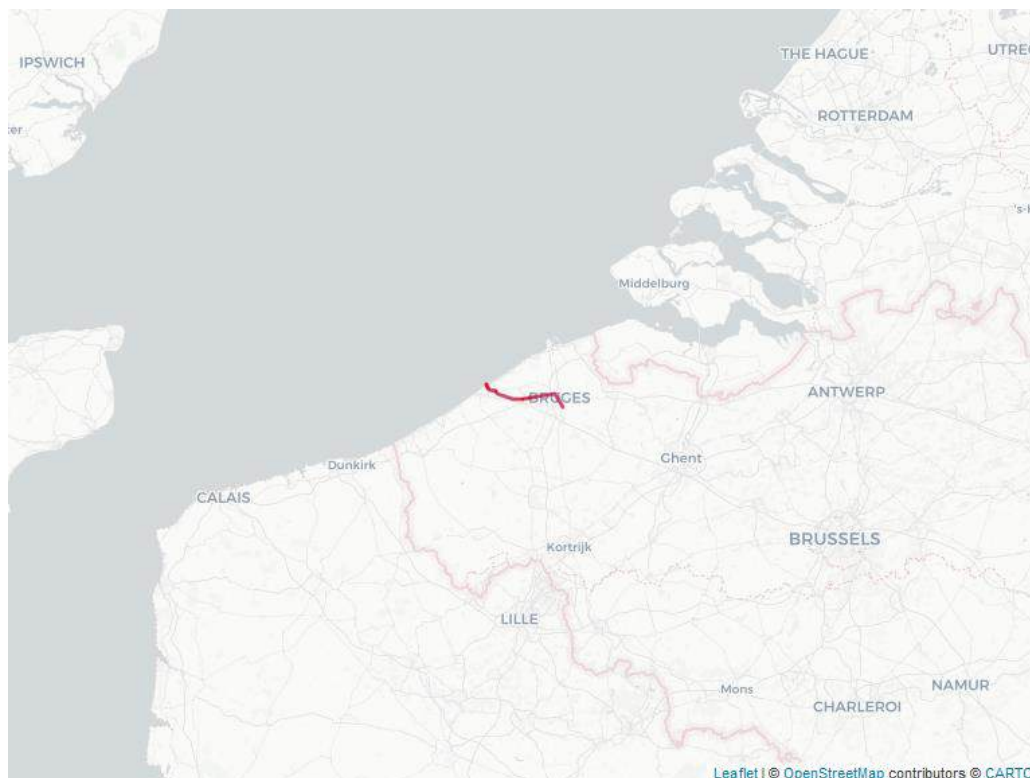 THE HAGUE
UTREC
IPSWICH
ROTTERDAM
ter
's-H
Middelburg
ANTWERP
BRUGES
Ghent
Dunkirk
CALAIS
BRUSSELS
Kortrijk
LILLE
Mons
NAMUR
CHARLEROI
Leaflet | © OpenStreetMap contributors © CARTO